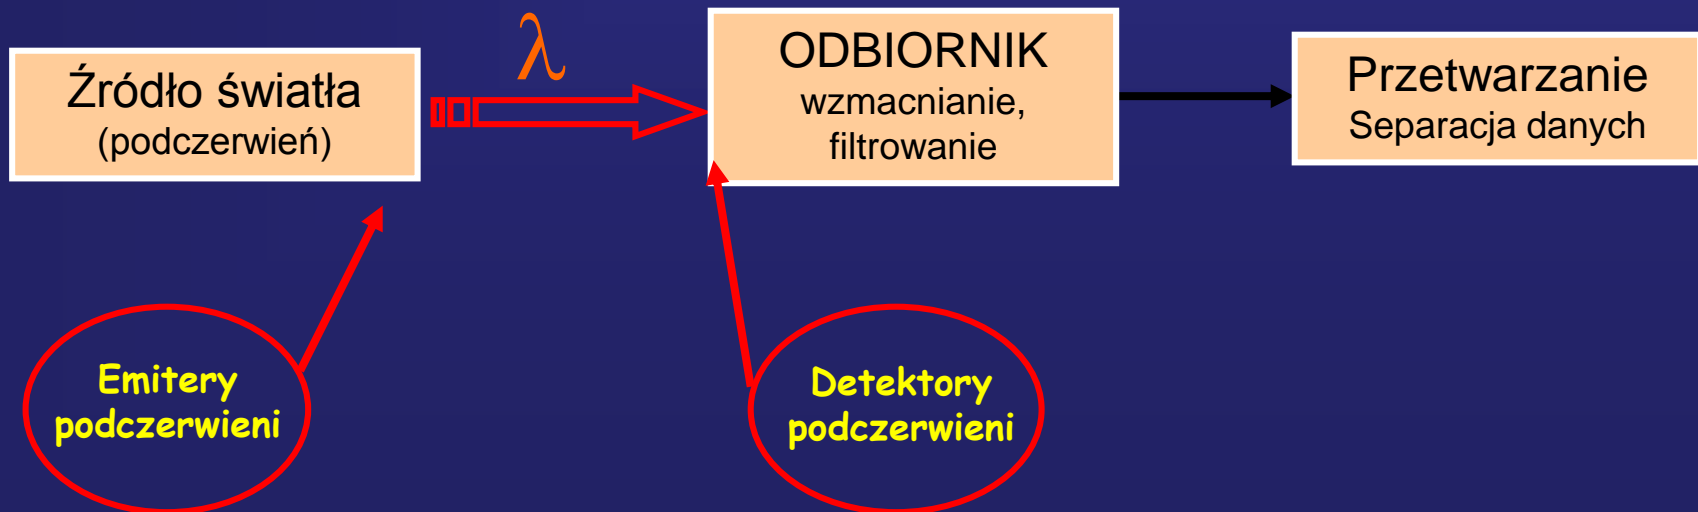 Źródło światła
(podczerwień)
λ
ODBIORNIK
wzmacnianie,
filtrowanie
Przetwarzanie
Separacja danych
Emitery
podczerwieni
Detektory
podczerwieni